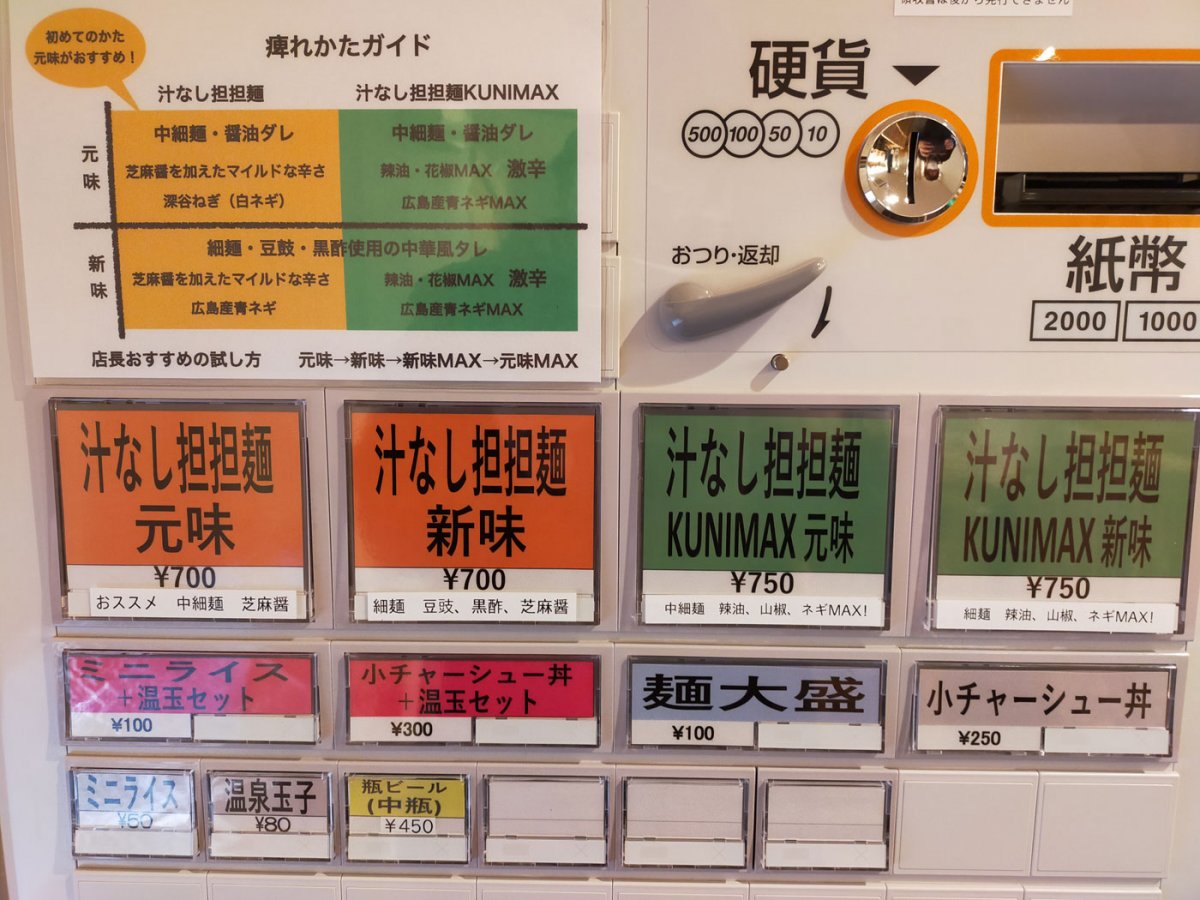 領収書は後から発行できません
初めてのかた
元味がおすすめ！
痺れかたガイド
汁なし担担麺
汁なし担担麺KUNIMAX
元味
中細麺・醤油ダレ
芝麻醤を加えたマイルドな辛さ
深谷ねぎ（白ネギ）
中細麺・醤油ダレ
辣油・花椒MAX 激辛
広島産青ネギMAX
新味
細麺・豆鼓・黒酢使用の中華風タレ
芝麻醤を加えたマイルドな辛さ
広島産青ネギ
辣油・花椒MAX 激辛
広島産青ネギMAX
店長おすすめの試し方 元味→新味→新味MAX→元味MAX
硬貨▼
500 100 50 10
おつり・返却
紙幣
2000 1000
汁なし担担麺
元味
¥700
おススメ 中細麺 芝麻醤
汁なし担担麺
新味
¥700
細麺 豆豉、黒酢、芝麻醤
汁なし担担麺
KUNIMAX 元味
¥750
中細麺 辣油、山椒、ネギMAX!
汁なし担担麺
KUNIMAX 新味
¥750
細麺 辣油、山椒、ネギMAX!
ミニライス
＋温玉セット
¥100
小チャーシュー丼
＋温玉セット
¥300
麺大盛
¥100
小チャーシュー丼
¥250
ミニライス
¥50
温泉玉子
¥80
瓶ビール
(中瓶)
¥450